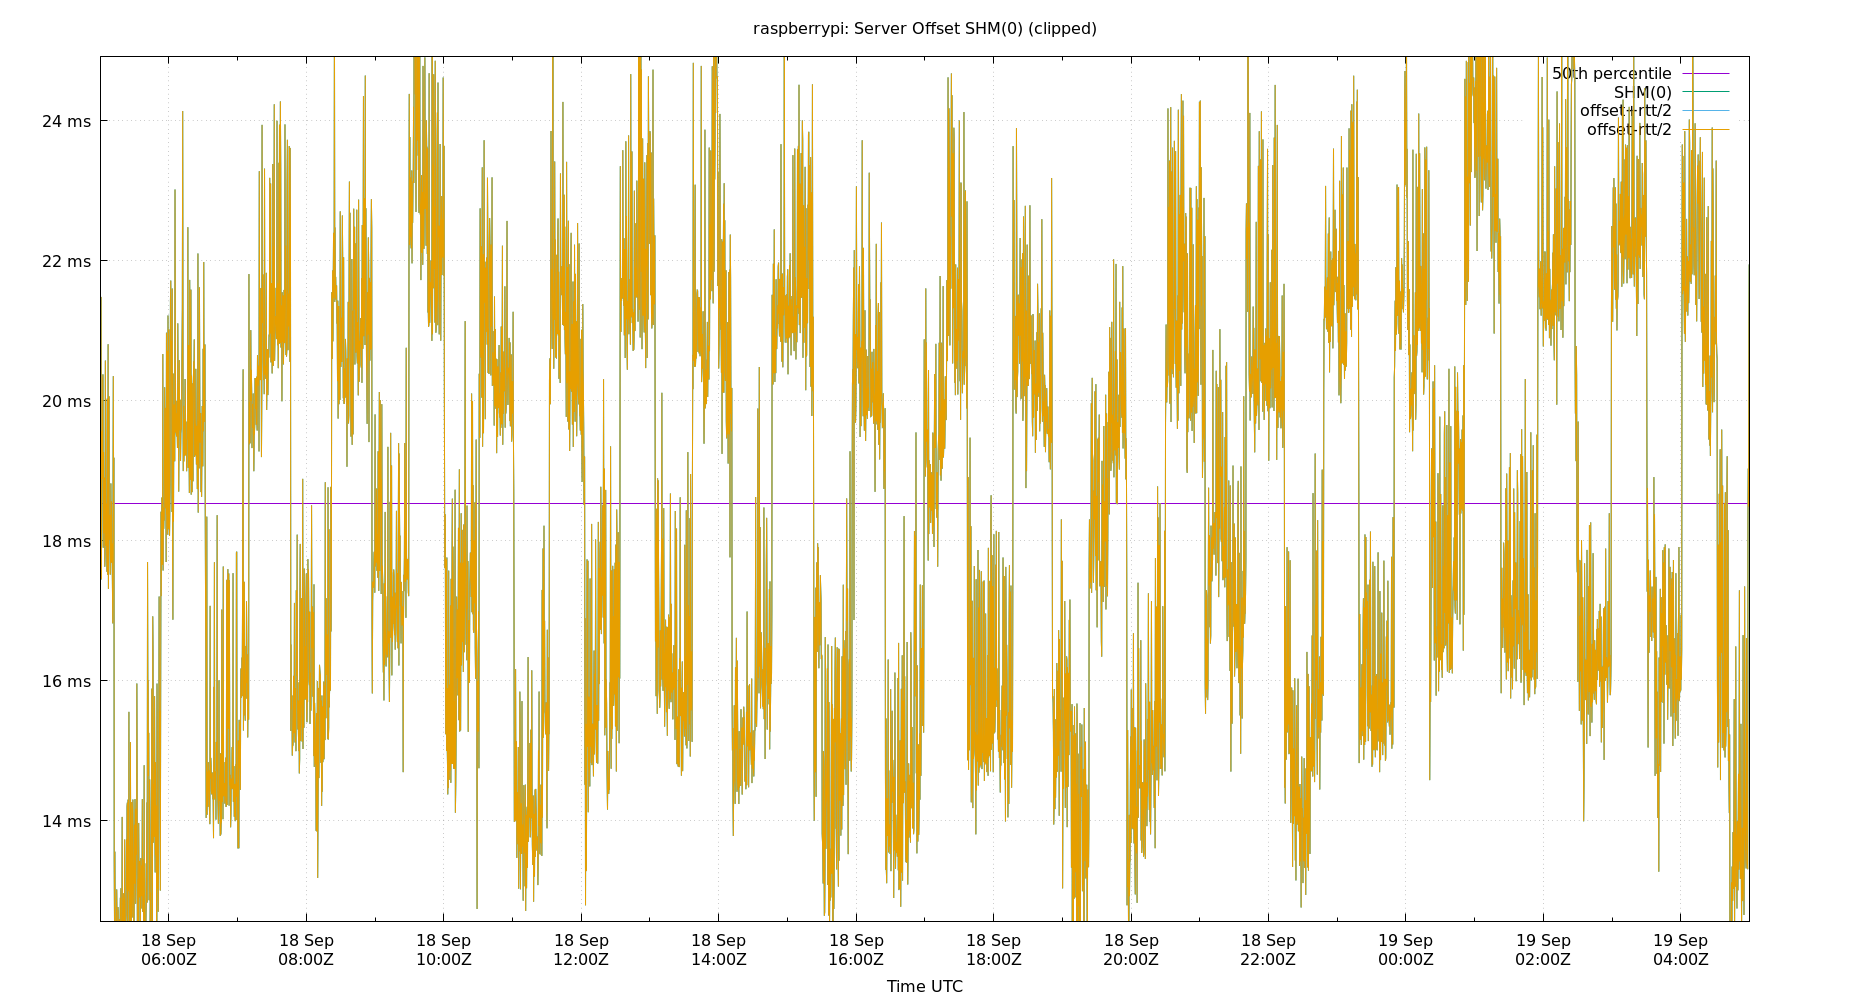 raspberrypi: Server Offset SHM(0) (clipped)
50th percentile
SHM(0)
offset+rtt/2
offset-rtt/2
24 ms
22 ms
20 ms
18 ms
16 ms
14 ms
18 Sep 18 Sep 18 Sep 18 Sep 18 Sep 18 Sep 18 Sep 18 Sep 18 Sep 19 Sep 19 Sep 19 Sep
06:00Z 08:00Z 10:00Z 12:00Z 14:00Z 16:00Z 18:00Z 20:00Z 22:00Z 00:00Z 02:00Z 04:00Z
Time UTC